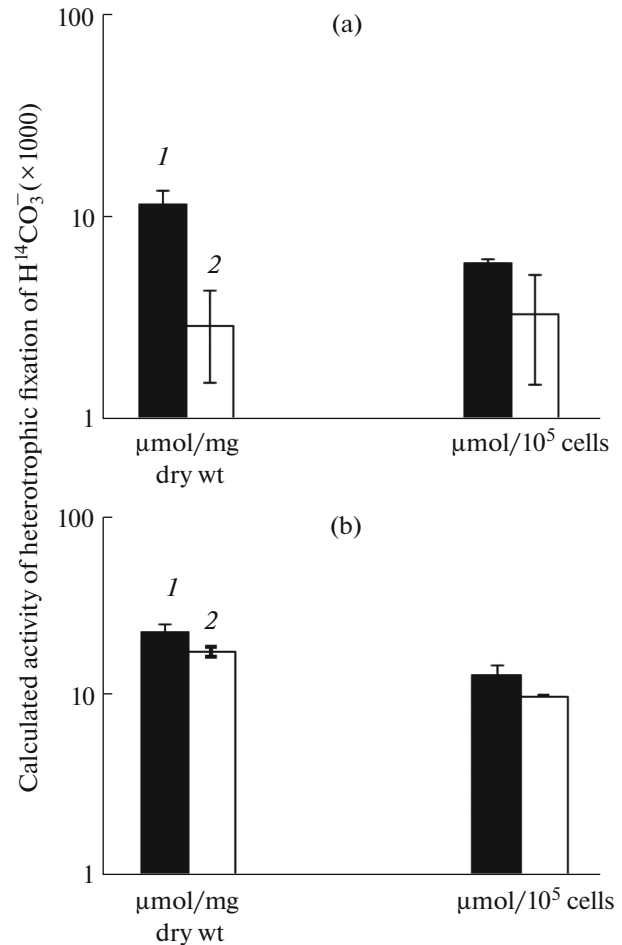 Calculated activity of heterotrophic fixation of H¹⁴CO₃⁻(×1000)
(a)
100
10
1
1
2
μmol/mg
dry wt
μmol/10⁵ cells
(b)
100
10
1
1
2
μmol/mg
dry wt
μmol/10⁵ cells